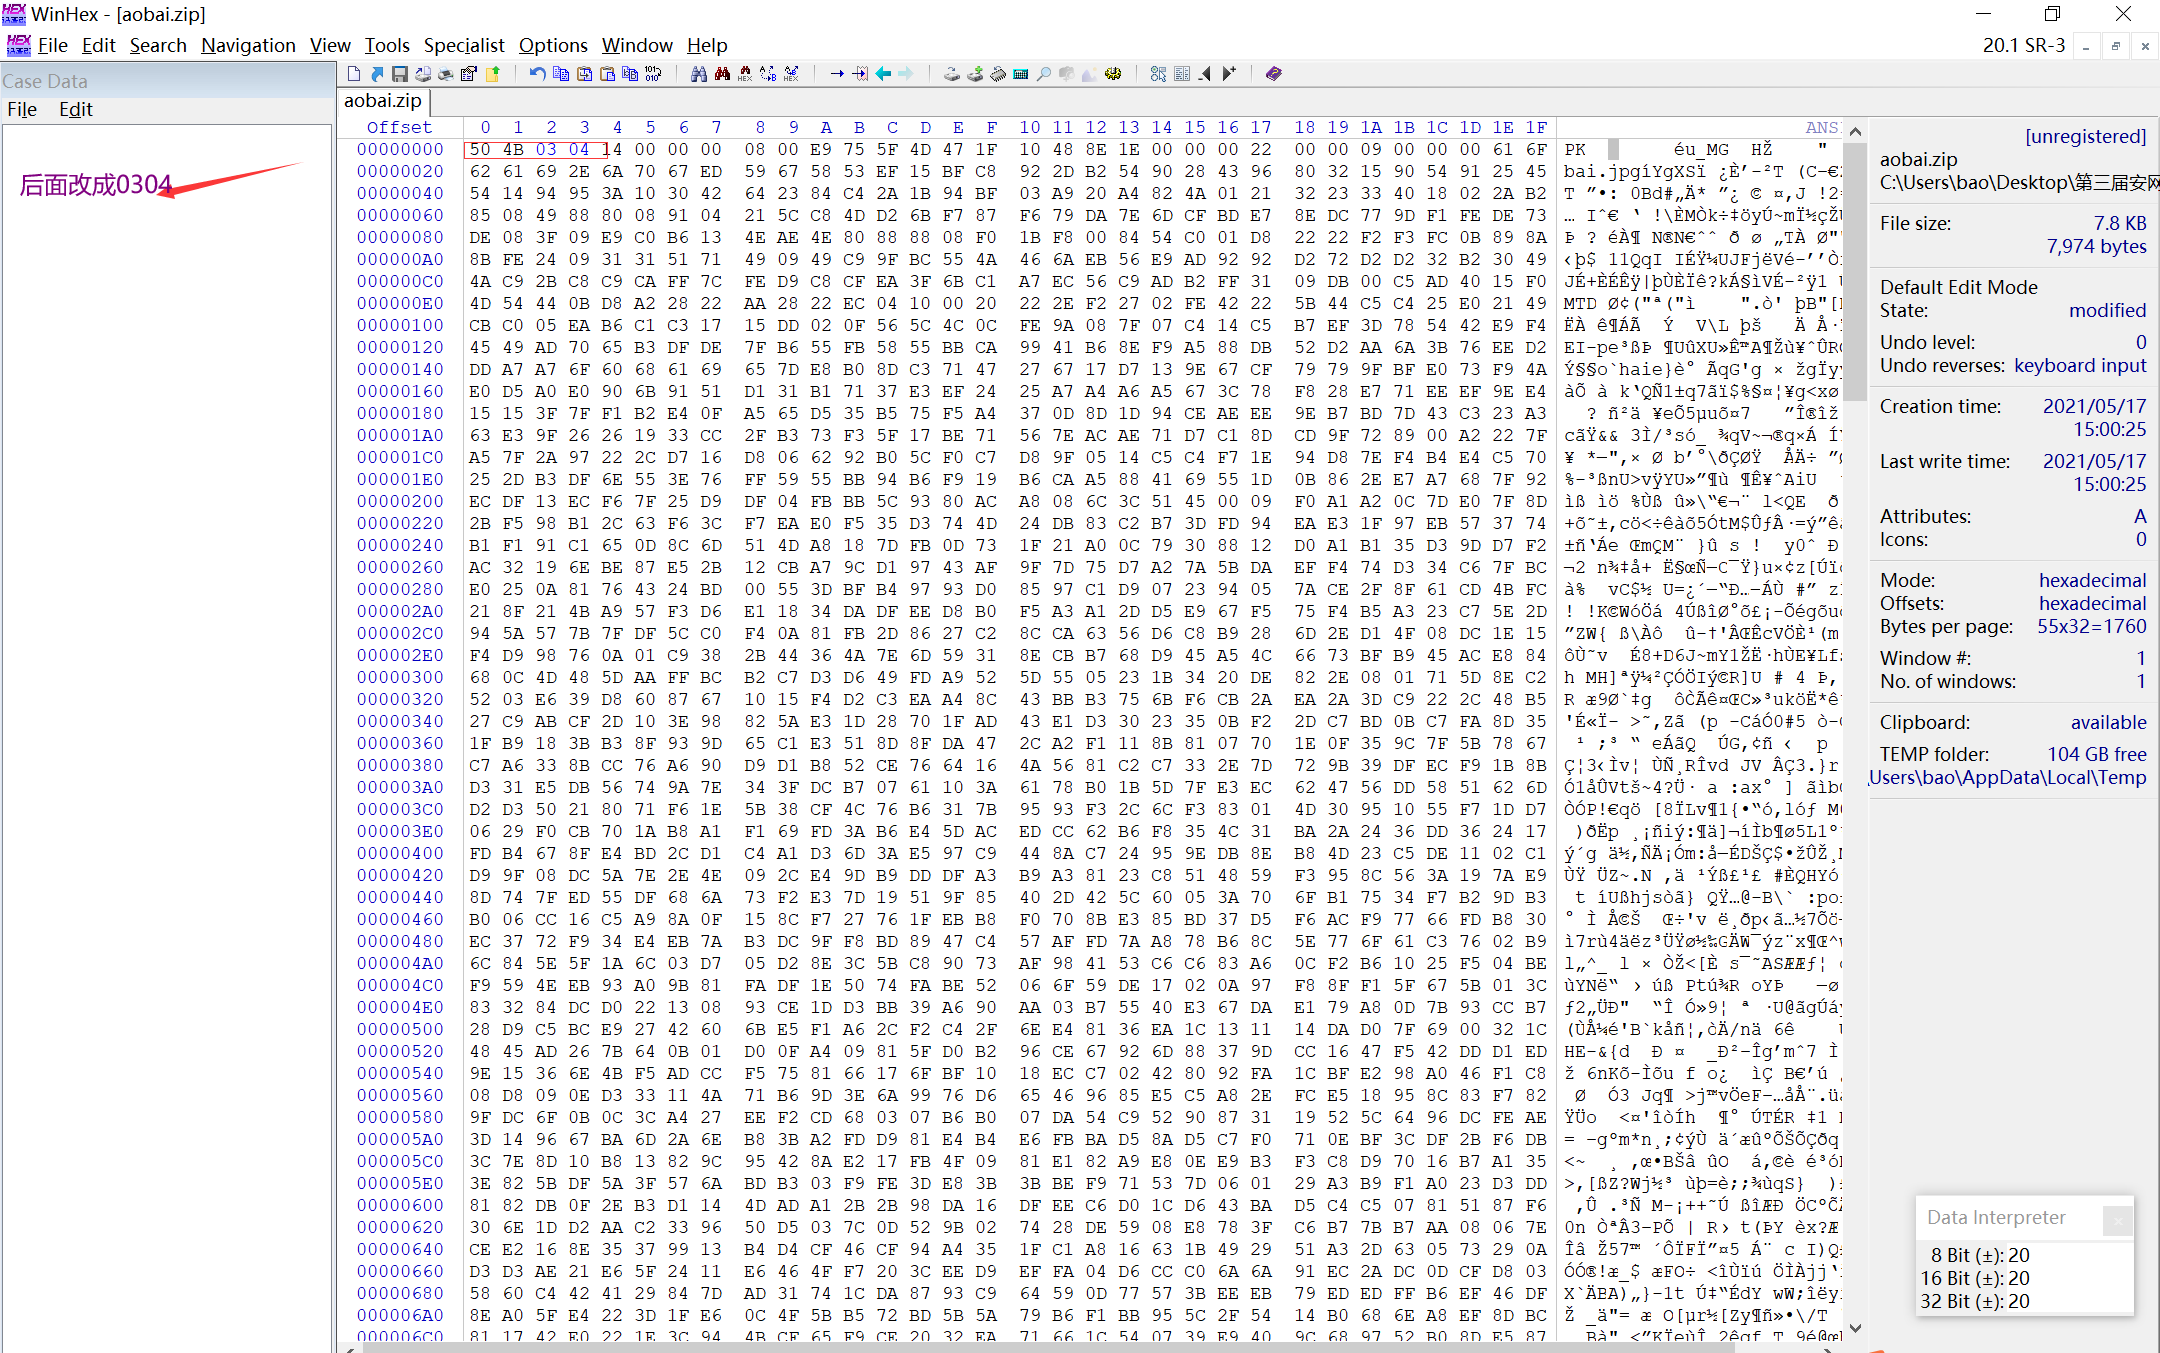 WinHex - [aobai.zip]
File Edit Search Navigation View Tools Specialist Options Window Help
20.1 SR-3
Case Data
File Edit
后面改成0304
aobai.zip
Offset 0 1 2 3 4 5 6 7 8 9 A B C D E F 10 11 12 13 14 15 16 17 18 19 1A 1B 1C 1D 1E 1F ANSI
00000000 50 4B 03 04 14 00 00 00 08 00 E9 75 5F 4D 47 1F 10 48 8E 1E 00 00 00 22 00 00 09 00 00 00 61 6F
00000020 62 61 69 2E 6A 70 67 ED 59 67 58 53 EF 15 BF C8 92 2D B2 54 90 28 43 96 80 32 15 90 54 91 25 45
00000040 54 14 94 95 3A 10 30 42 64 23 84 C4 2A 1B 94 BF 03 A9 20 A4 82 4A 01 21 32 23 33 40 18 02 2A B2
00000060 85 08 49 88 80 08 91 04 21 5C C8 4D D2 6B F7 87 F6 79 DA 7E 6D CF BD E7 8E DC 77 9D F1 FE DE 73
00000080 DE 08 3F 09 E9 C0 B6 13 4E AE 4E 80 88 88 08 F0 1B F8 00 84 54 C0 01 D8 22 22 F2 F3 FC 0B 89 8A
000000A0 8B FE 24 09 31 31 51 71 49 09 49 C9 9F BC 55 4A 46 6A EB 56 E9 AD 92 92 D2 72 D2 D2 32 B2 30 49
000000C0 4A C9 2B C8 C9 CA FF 7C FE D9 C8 CF EA 3F 6B C1 A7 EC 56 C9 AD B2 FF 31 09 DB 00 C5 AD 40 15 F0
000000E0 4D 54 44 0B D8 A2 28 22 AA 28 22 EC 04 10 00 20 22 2E F2 27 02 FE 42 22 5B 44 C5 C4 25 E0 21 49
00000100 CB C0 05 EA B6 C1 C3 17 15 DD 02 0F 56 5C 4C 0C FE 9A 08 7F 07 C4 14 C5 B7 EF 3D 78 54 42 E9 F4
00000120 45 49 AD 70 65 B3 DF DE 7F B6 55 FB 58 55 BB CA 99 41 B6 8E F9 A5 88 DB 52 D2 AA 6A 3B 76 EE D2
00000140 DD A7 A7 6F 60 68 61 69 65 7D E8 B0 8D C3 71 47 27 67 17 D7 13 9E 67 CF 79 79 9F BF E0 73 F9 4A
00000160 E0 D5 A0 E0 90 6B 91 51 D1 31 B1 71 37 E3 EF 24 25 A7 A4 A6 A5 67 3C 78 F8 28 E7 71 EE EF 9E E4
00000180 15 15 3F 7F F1 B2 E4 0F A5 65 D5 35 B5 75 F5 A4 37 0D 8D 1D 94 CE AE EE 9E B7 BD 7D 43 C3 23 A3
000001A0 63 E3 9F 26 26 19 33 CC 2F B3 73 F3 5F 17 BE 71 56 7E AC AE 71 D7 C1 8D CD 9F 72 89 00 A2 22 7F
000001C0 A5 7F 2A 97 22 2C D7 16 D8 06 62 92 B0 5C F0 C7 D8 9F 05 14 C5 C4 F7 1E 94 D8 7E F4 B4 E4 C5 70
000001E0 25 2D B3 DF 6E 55 3E 76 FF 59 55 BB 94 B6 F9 19 B6 CA A5 88 41 69 55 1D 0B 86 2E E7 A7 68 7F 92
00000200 EC DF 13 EC F6 7F 25 D9 DF 04 FB BB 5C 93 80 AC A8 08 6C 3C 51 45 00 09 F0 A1 A2 0C 7D E0 7F 8D
00000220 2B F5 98 B1 2C 63 F6 3C F7 EA E0 F5 35 D3 74 4D 24 DB 83 C2 B7 3D FD 94 EA E3 1F 97 EB 57 37 74
00000240 B1 F1 91 C1 65 0D 8C 6D 51 4D A8 18 7D FB 0D 73 1F 21 A0 0C 79 30 88 12 D0 A1 B1 35 D3 9D D7 F2
00000260 AC 32 19 6E BE 87 E5 2B 12 CB A7 9C D1 97 43 AF 9F 7D 75 D7 A2 7A 5B DA EF F4 74 D3 34 C6 7F BC
00000280 E0 25 0A 81 76 43 24 BD 00 55 3D BF B4 97 93 D0 85 97 C1 D9 07 23 94 05 7A CE 2F 8F 61 CD 4B FC
000002A0 21 8F 21 4B A9 57 F3 D6 E1 18 34 DA DF EE D8 B0 F5 A3 A1 2D D5 E9 67 F5 75 F4 B5 A3 23 C7 5E 2D
000002C0 94 5A 57 7B 7F DF 5C C0 F4 0A 81 FB 2D 86 27 C2 8C CA 63 56 D6 C8 B9 28 6D 2E D1 4F 08 DC 1E 15
000002E0 F4 D9 98 76 0A 01 C9 38 2B 44 36 4A 7E 6D 59 31 8E CB B7 68 D9 45 A5 4C 66 73 BF B9 45 AC E8 84
00000300 68 0C 4D 48 5D AA FF BC B2 C7 D3 D6 49 FD A9 52 5D 55 05 23 1B 34 20 DE 82 2E 08 01 71 5D 8E C2
00000320 52 03 E6 39 D8 60 87 67 10 15 F4 D2 C3 EA A4 8C 43 BB B3 75 6B F6 CB 2A EA 2A 3D C9 22 2C 48 B5
00000340 27 C9 AB CF 2D 10 3E 98 82 5A E3 1D 28 70 1F AD 43 E1 D3 30 23 35 0B F2 2D C7 BD 0B C7 FA 8D 35
00000360 1F B9 18 3B B3 8F 93 9D 65 C1 E3 51 8D 8F DA 47 2C A2 F1 11 8B 81 07 70 1E 0F 35 9C 7F 5B 78 67
00000380 C7 A6 33 8B CC 76 A6 90 D9 D1 B8 52 CE 76 64 16 4A 56 81 C2 C7 33 2E 7D 72 9B 39 DF EC F9 1B 8B
000003A0 D3 31 E5 DB 56 74 9A 7E 34 3F DC B7 07 61 10 3A 61 78 B0 1B 5D 7F E3 EC 62 47 56 DD 58 51 62 6D
000003C0 D2 D3 50 21 80 71 F6 1E 5B 38 CF 4C 76 B6 31 7B 95 93 F3 2C 6C F3 83 01 4D 30 95 10 55 F7 1D D7
000003E0 06 29 F0 CB 70 1A B8 A1 F1 69 FD 3A B6 E4 5D AC ED CC 62 B6 F8 35 4C 31 BA 2A 24 36 DD 36 24 17
00000400 FD B4 67 8F E4 BD 2C D1 C4 A1 D3 6D 3A E5 97 C9 44 8A C7 24 95 9E DB 8E B8 4D 23 C5 DE 11 02 C1
00000420 D9 9F 08 DC 5A 7E 2E 4E 09 2C E4 9D B9 DD DF A3 B9 A3 81 23 C8 51 48 59 F3 95 8C 56 3A 19 7A E9
00000440 8D 74 7F ED 55 DF 68 6A 73 F2 E3 7D 19 51 9F 85 40 2D 42 5C 60 05 3A 70 6F B1 75 34 F7 B2 9D B3
00000460 B0 06 CC 16 C5 A9 8A 0F 15 8C F7 27 76 1F EB B8 F0 70 8B E3 85 BD 37 D5 F6 AC F9 77 66 FD B8 30
00000480 EC 37 72 F9 34 E4 EB 7A B3 DC 9F F8 BD 89 47 C4 57 AF FD 7A A8 78 B6 8C 5E 77 6F 61 C3 76 02 B9
000004A0 6C 84 5E 5F 1A 6C 03 D7 05 D2 8E 3C 5B C8 90 73 AF 98 41 53 C6 C6 83 A6 0C F2 B6 10 25 F5 04 BE
000004C0 F9 59 4E EB 93 A0 9B 81 FA DF 1E 50 74 FA BE 52 06 6F 59 DE 17 02 0A 97 F8 8F F1 5F 67 5B 01 3C
000004E0 83 32 84 DC D0 22 13 08 93 CE 1D D3 BB 39 A6 90 AA 03 B7 55 40 E3 67 DA E1 79 A8 0D 7B 93 CC B7
00000500 28 D9 C5 BC E9 27 42 60 6B E5 F1 A6 2C F2 C4 2F 6E E4 81 36 EA 1C 13 11 14 DA D0 7F 69 00 32 1C
00000520 48 45 AD 26 7B 64 0B 01 D0 0F A4 09 81 5F D0 B2 96 CE 67 92 6D 88 37 9D CC 16 47 F5 42 DD D1 ED
00000540 9E 15 36 6E 4B F5 AD CC F5 75 81 66 17 6F BF 10 18 EC C7 02 42 80 92 FA 1C BF E2 98 A0 46 F1 C8
00000560 08 D8 09 0E D3 33 11 4A 71 B6 9D 3E 6A 99 76 D6 65 46 96 85 E5 C5 A8 2E FC E5 18 95 8C 83 F7 82
00000580 9F DC 6F 0B 0C 3C A4 27 EE F2 CD 68 03 07 B6 B0 07 DA 54 C9 52 90 87 31 19 52 5C 64 96 DC FE AE
000005A0 3D 14 96 67 BA 6D 2A 6E B8 3B A2 FD D9 81 E4 B4 E6 FB BA D5 8A D5 C7 F0 71 0E BF 3C DF 2B F6 DB
000005C0 3C 7E 8D 10 B8 13 82 9C 95 42 8A E2 17 FB 4F 09 81 E1 82 A9 E8 0E E9 B3 F3 C8 D9 70 16 B7 A1 35
000005E0 3E 82 5B DF 5A 3F 57 6A BD B3 03 F9 FE 3D E8 3B 3B BE F9 71 53 7D 06 01 29 A3 B9 F1 A0 23 D3 DD
00000600 81 82 DB 0F 2E B3 D1 14 4D AD A1 2B 2B 98 DA 16 DF EE C6 D0 1C D6 43 BA D5 C4 C5 07 81 51 87 F6
00000620 30 6E 1D D2 AA C2 33 96 50 D5 03 7C 0D 52 9B 02 74 28 DE 59 08 E8 78 3F C6 B7 7B B7 AA 08 06 7E
00000640 CE E2 16 8E 35 37 99 13 B4 D4 CF 46 CF 94 A4 35 1F C1 A8 16 63 1B 49 29 51 A3 2D 63 05 73 29 0A
00000660 D3 D3 AE 21 E6 5F 24 11 E6 46 4F F7 20 3C EE D9 EF FA 04 D6 CC C0 6A 6A 91 EC 2A DC 0D CF D8 03
00000680 58 60 C4 42 41 29 84 7D AD 31 74 1C DA 87 93 C9 64 59 0D 77 57 3B EE EB 79 ED ED FF B6 EF 46 DF
000006A0 8E A0 5F E4 22 3D 1F E6 0C 4F 5B B5 72 BD 5B 5A 79 B6 F1 BB 95 5C 2F 54 14 B0 68 6E A8 EF 8D BC
000006C0 81 17 42 E0 22 1E 3C 94 4B CF 65 F9 CE 20 32 EA 71 66 1C 54 07 39 E9 40 9C 68 97 52 B0 8D E5 87
[unregistered]
aobai.zip
C:\Users\bao\Desktop\第三届安网
File size: 7.8 KB
7,974 bytes
Default Edit Mode
State: modified
Undo level: 0
Undo reverses: keyboard input
Creation time: 2021/05/17
15:00:25
Last write time: 2021/05/17
15:00:25
Attributes: A
Icons: 0
Mode: hexadecimal
Offsets: hexadecimal
Bytes per page: 55x32=1760
Window #: 1
No. of windows: 1
Clipboard: available
TEMP folder: 104 GB free
\Users\bao\AppData\Local\Temp
Data Interpreter
8 Bit (±): 20
16 Bit (±): 20
32 Bit (±): 20